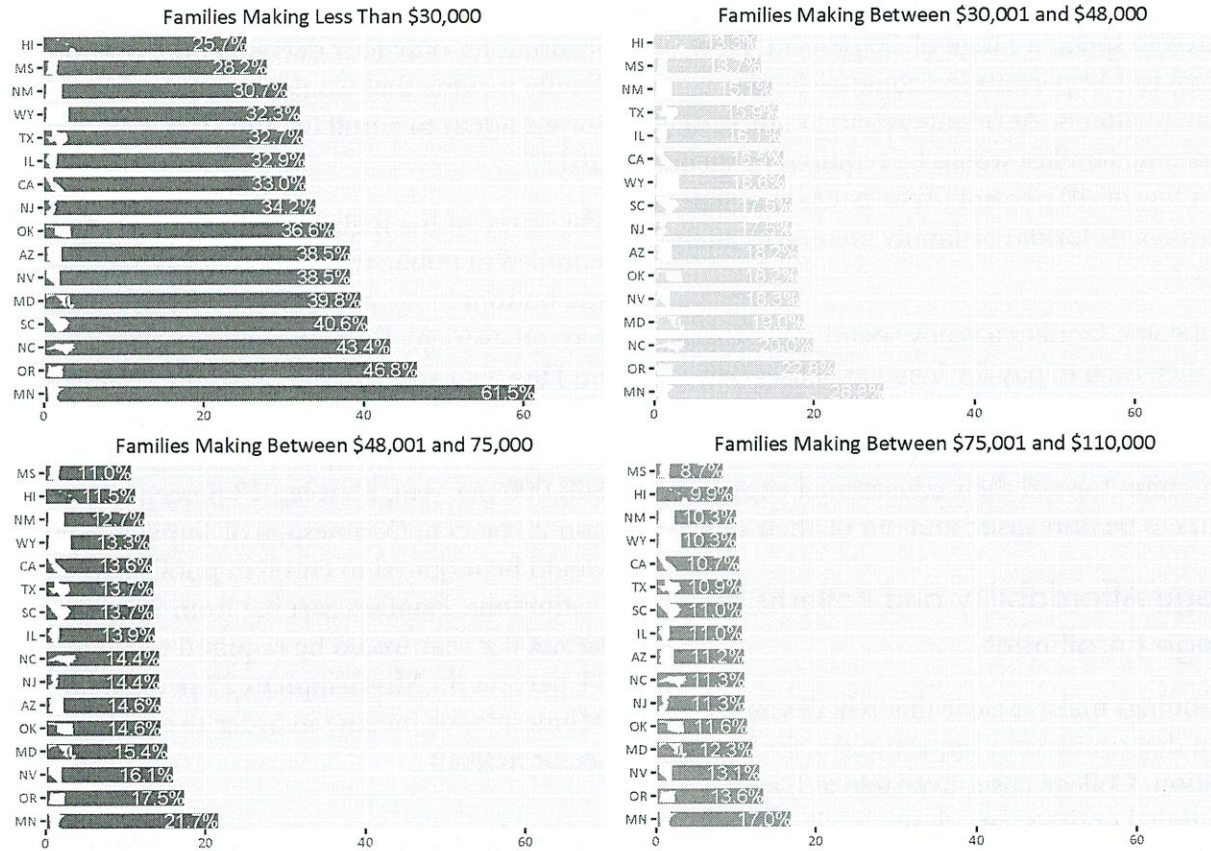 Families Making Less Than $30,000
HI 25.7%
MS 28.2%
NM 30.7%
WY 32.3%
TX 32.7%
IL 32.9%
CA 33.0%
NJ 34.2%
OK 36.6%
AZ 38.5%
NV 38.5%
MD 39.8%
SC 40.6%
NC 43.4%
OR 46.8%
MN 61.5%
0 20 40 60
Families Making Between $30,001 and $48,000
HI
MS 13.7%
NM 15.1%
TX
IL 16.1%
CA
WY 16.6%
SC 17.5%
NJ
AZ 18.2%
OK 18.2%
NV 18.3%
MD 19.0%
NC 20.0%
OR 22.8%
MN
0 20 40 60
Families Making Between $48,001 and 75,000
MS 11.0%
HI 11.5%
NM 12.7%
WY 13.3%
CA 13.6%
TX 13.7%
SC 13.7%
IL 13.9%
NC 14.4%
NJ 14.4%
AZ 14.6%
OK 14.6%
MD 15.4%
NV 16.1%
OR 17.5%
MN 21.7%
0 20 40 60
Families Making Between $75,001 and $110,000
MS 8.7%
HI 9.9%
NM 10.3%
WY 10.3%
CA 10.7%
TX 10.9%
SC 11.0%
IL 11.0%
AZ 11.2%
NC 11.3%
NJ 11.3%
OK 11.6%
MD 12.3%
NV 13.1%
OR 13.6%
MN 17.0%
0 20 40 60